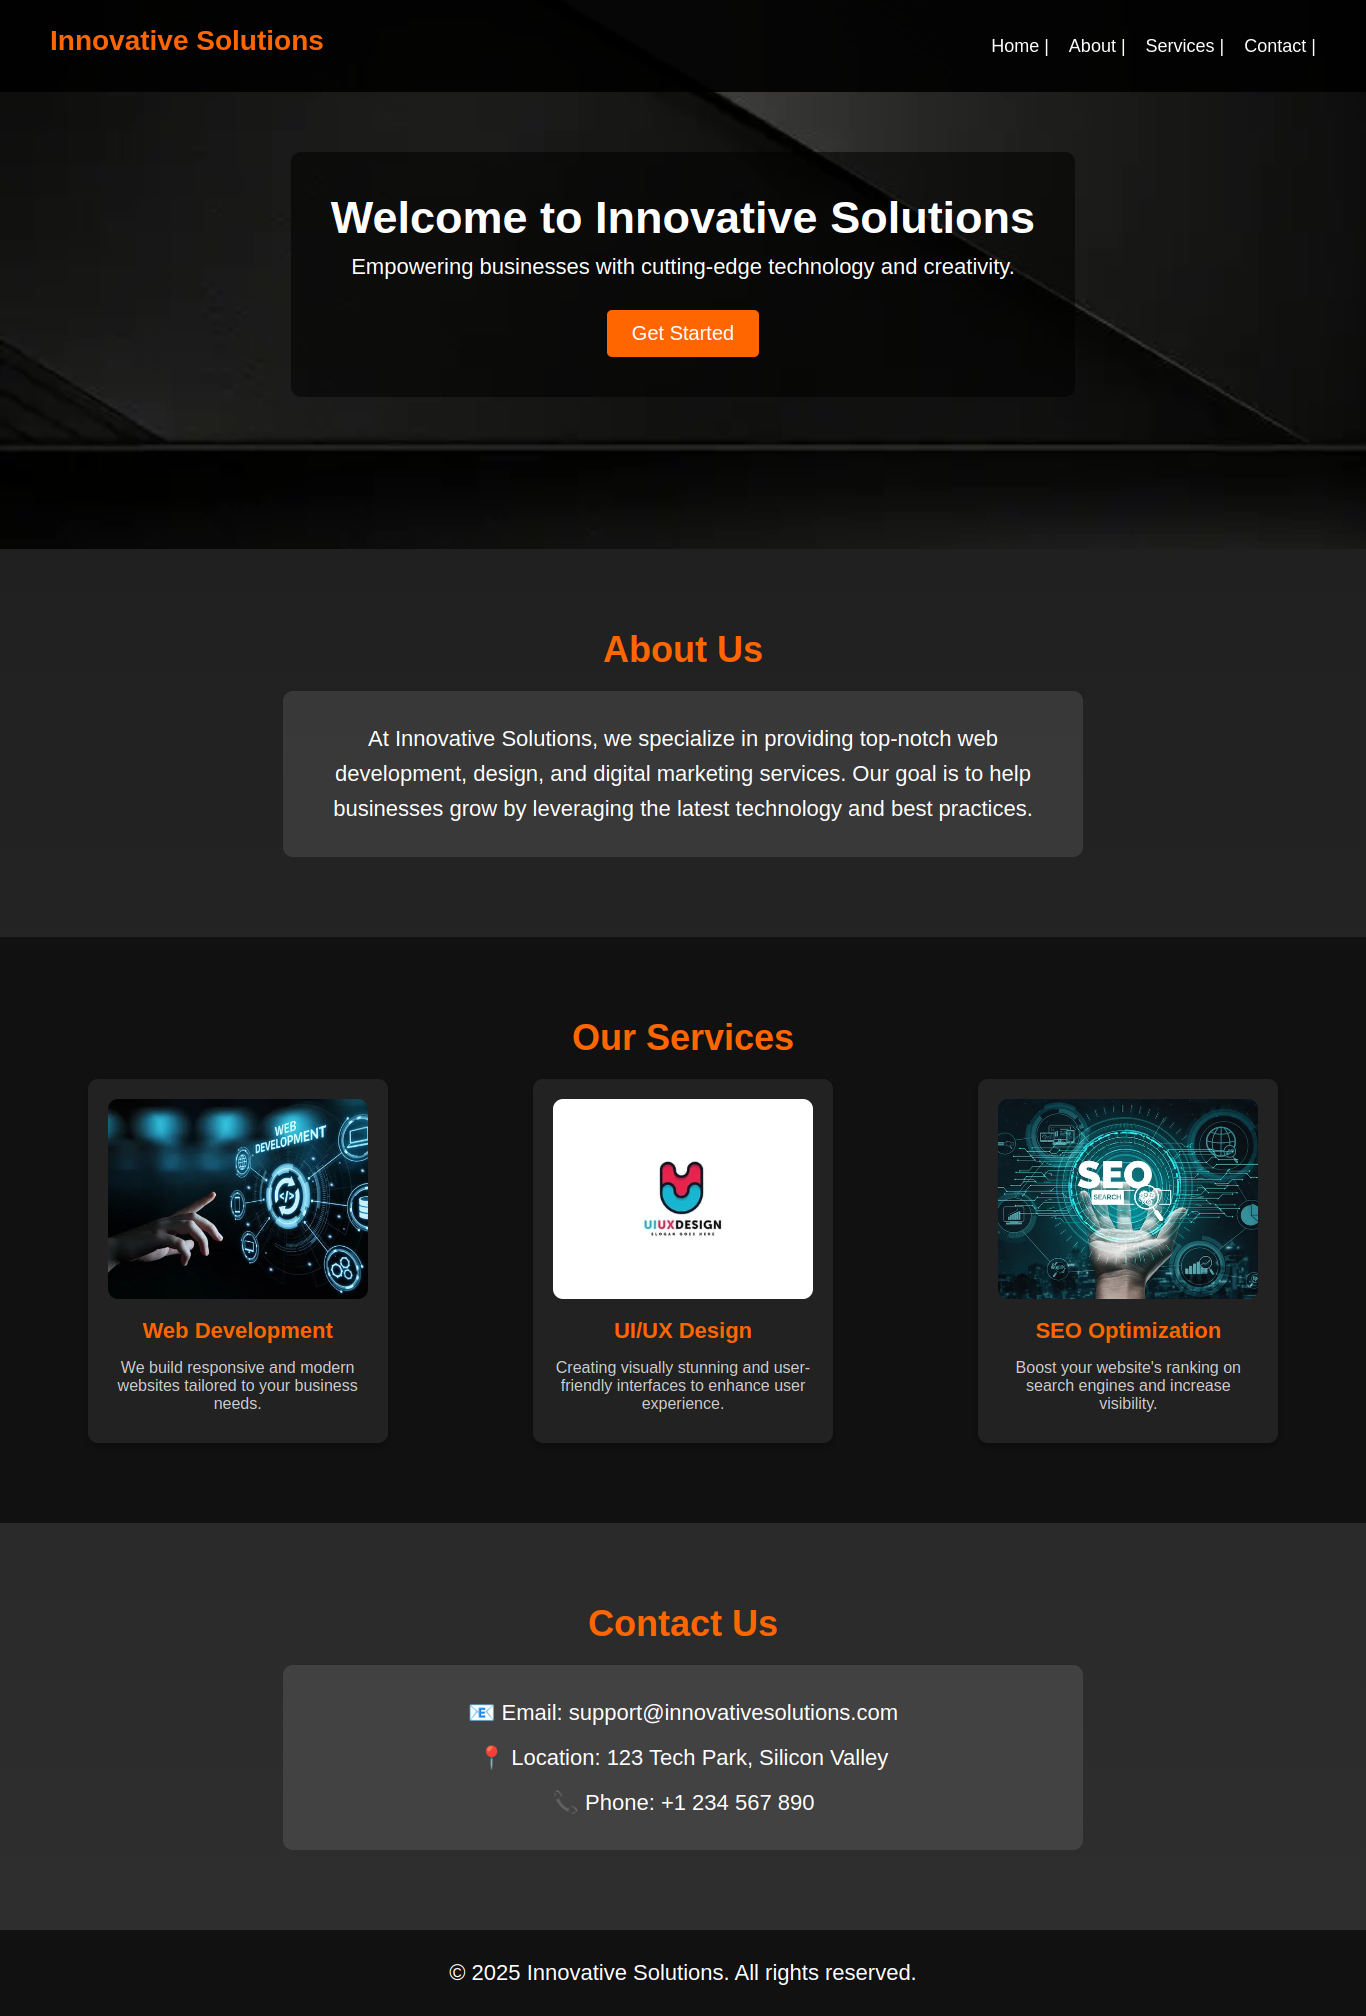 Innovative Solutions
Home |
About |
Services |
Contact |
Welcome to Innovative Solutions
Empowering businesses with cutting-edge technology and creativity.
Get Started
About Us
At Innovative Solutions, we specialize in providing top-notch web
development, design, and digital marketing services. Our goal is to help
businesses grow by leveraging the latest technology and best practices.
Our Services
WEB
DEVELOPMENT
</>
Web Development
We build responsive and modern
websites tailored to your business
needs.
UIUXDESIGN
SLOGAN GOES HERE
UI/UX Design
Creating visually stunning and user-
friendly interfaces to enhance user
experience.
SEO
SEARCH
SEO Optimization
Boost your website's ranking on
search engines and increase
visibility.
Contact Us
📧 Email: support@innovativesolutions.com
📍 Location: 123 Tech Park, Silicon Valley
📞 Phone: +1 234 567 890
© 2025 Innovative Solutions. All rights reserved.